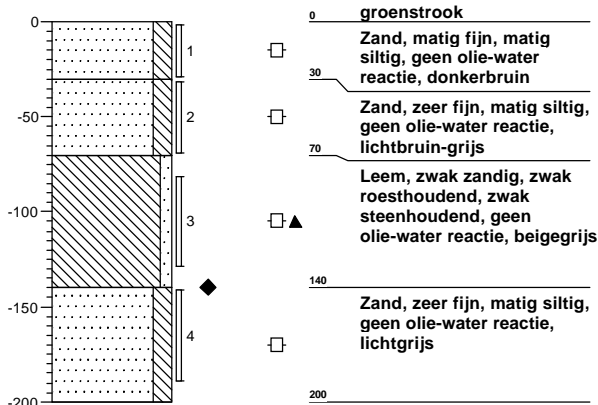 0
-50
-100
-150
-200
1
2
3
4
0
groenstrook
Zand, matig fijn, matig
siltig, geen olie-water
reactie, donkerbruin
30
Zand, zeer fijn, matig siltig,
geen olie-water reactie,
lichtbruin-grijs
70
Leem, zwak zandig, zwak
roesthoudend, zwak
steenhoudend, geen
olie-water reactie, beigegrijs
140
Zand, zeer fijn, matig siltig,
geen olie-water reactie,
lichtgrijs
200